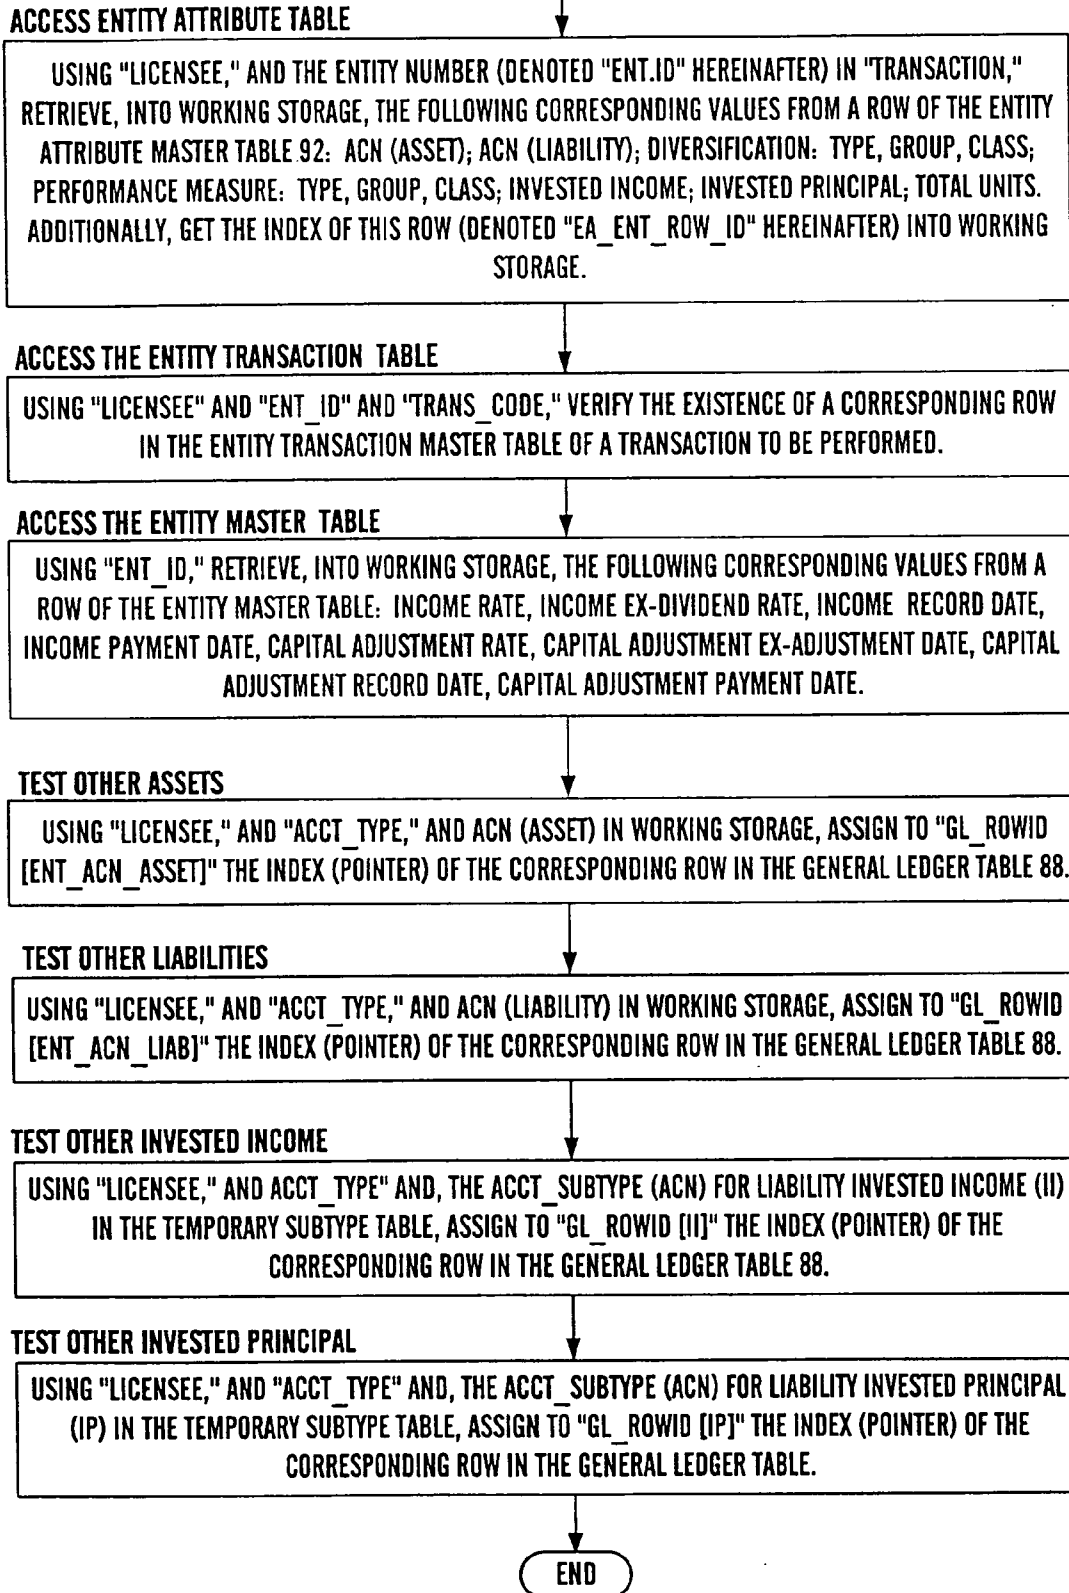 ACCESS ENTITY ATTRIBUTE TABLE
USING "LICENSEE," AND THE ENTITY NUMBER (DENOTED "ENT.ID" HEREINAFTER) IN "TRANSACTION,"
RETRIEVE, INTO WORKING STORAGE, THE FOLLOWING CORRESPONDING VALUES FROM A ROW OF THE ENTITY
ATTRIBUTE MASTER TABLE 92: ACN (ASSET); ACN (LIABILITY); DIVERSIFICATION: TYPE, GROUP, CLASS;
PERFORMANCE MEASURE: TYPE, GROUP, CLASS; INVESTED INCOME; INVESTED PRINCIPAL; TOTAL UNITS.
ADDITIONALLY, GET THE INDEX OF THIS ROW (DENOTED "EA_ENT_ROW_ID" HEREINAFTER) INTO WORKING
STORAGE.
ACCESS THE ENTITY TRANSACTION TABLE
USING "LICENSEE" AND "ENT_ID" AND "TRANS_CODE," VERIFY THE EXISTENCE OF A CORRESPONDING ROW
IN THE ENTITY TRANSACTION MASTER TABLE OF A TRANSACTION TO BE PERFORMED.
ACCESS THE ENTITY MASTER TABLE
USING "ENT_ID," RETRIEVE, INTO WORKING STORAGE, THE FOLLOWING CORRESPONDING VALUES FROM A
ROW OF THE ENTITY MASTER TABLE: INCOME RATE, INCOME EX-DIVIDEND RATE, INCOME RECORD DATE,
INCOME PAYMENT DATE, CAPITAL ADJUSTMENT RATE, CAPITAL ADJUSTMENT EX-ADJUSTMENT DATE, CAPITAL
ADJUSTMENT RECORD DATE, CAPITAL ADJUSTMENT PAYMENT DATE.
TEST OTHER ASSETS
USING "LICENSEE," AND "ACCT_TYPE," AND ACN (ASSET) IN WORKING STORAGE, ASSIGN TO "GL_ROWID
[ENT_ACN_ASSET]" THE INDEX (POINTER) OF THE CORRESPONDING ROW IN THE GENERAL LEDGER TABLE 88.
TEST OTHER LIABILITIES
USING "LICENSEE," AND "ACCT_TYPE," AND ACN (LIABILITY) IN WORKING STORAGE, ASSIGN TO "GL_ROWID
[ENT_ACN_LIAB]" THE INDEX (POINTER) OF THE CORRESPONDING ROW IN THE GENERAL LEDGER TABLE 88.
TEST OTHER INVESTED INCOME
USING "LICENSEE," AND ACCT_TYPE" AND, THE ACCT_SUBTYPE (ACN) FOR LIABILITY INVESTED INCOME (II)
IN THE TEMPORARY SUBTYPE TABLE, ASSIGN TO "GL_ROWID [II]" THE INDEX (POINTER) OF THE
CORRESPONDING ROW IN THE GENERAL LEDGER TABLE 88.
TEST OTHER INVESTED PRINCIPAL
USING "LICENSEE," AND "ACCT_TYPE" AND, THE ACCT_SUBTYPE (ACN) FOR LIABILITY INVESTED PRINCIPAL
(IP) IN THE TEMPORARY SUBTYPE TABLE, ASSIGN TO "GL_ROWID [IP]" THE INDEX (POINTER) OF THE
CORRESPONDING ROW IN THE GENERAL LEDGER TABLE.
END